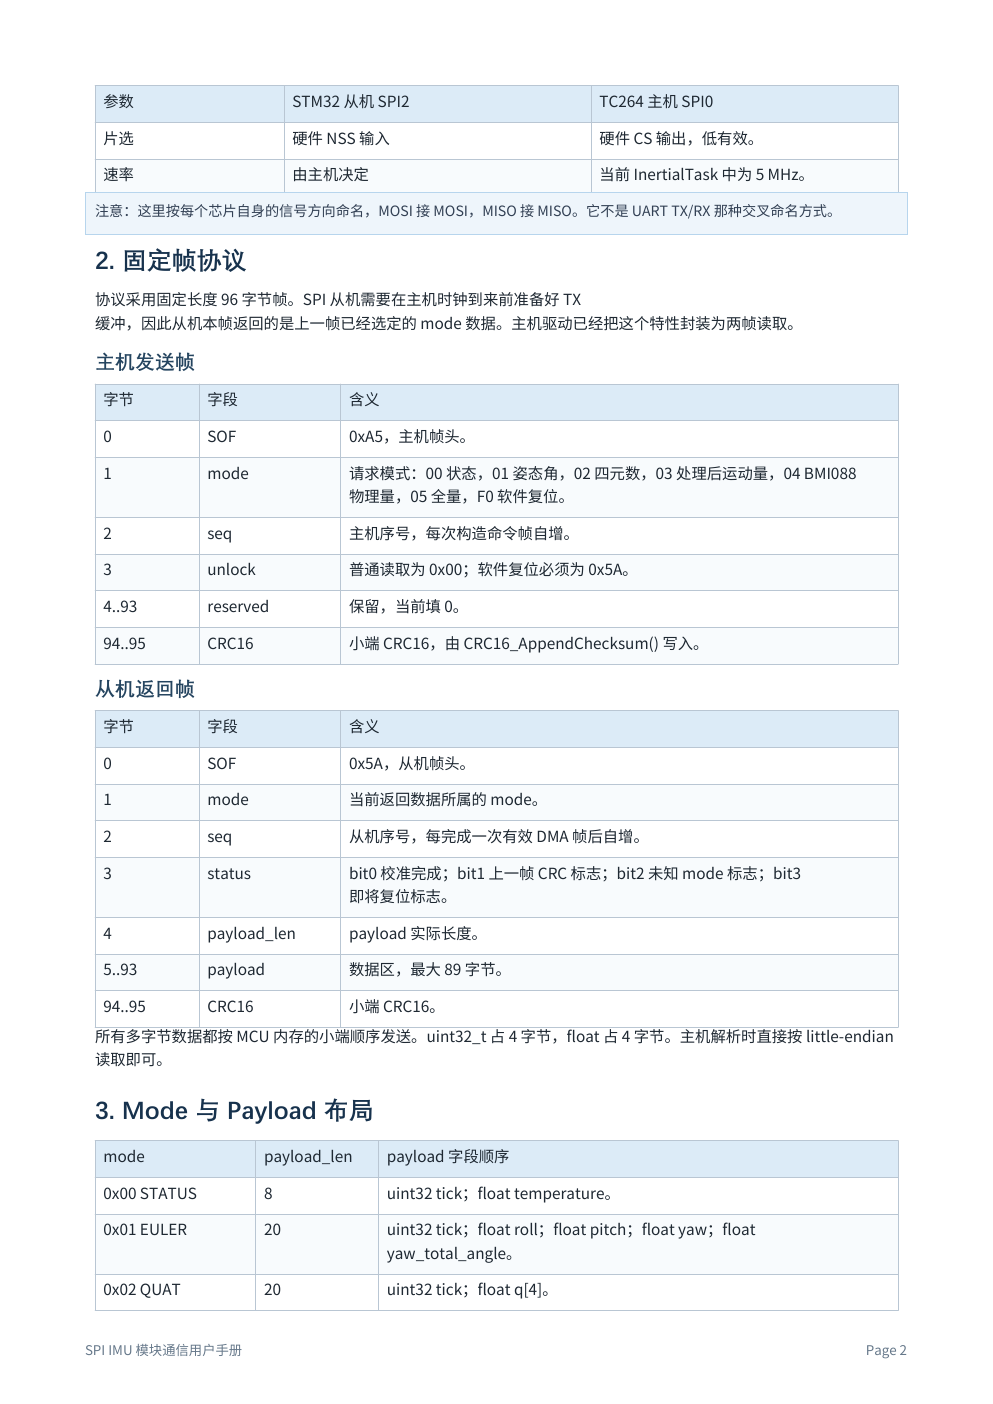 参数 STM32 从机 SPI2 TC264 主机 SPI0
片选 硬件 NSS 输入 硬件 CS 输出，低有效。
速率 由主机决定 当前 InertialTask 中为 5 MHz。
注意：这里按每个芯片自身的信号方向命名，MOSI 接 MOSI，MISO 接 MISO。它不是 UART TX/RX 那种交叉命名方式。
2. 固定帧协议
协议采用固定长度 96 字节帧。SPI 从机需要在主机时钟到来前准备好 TX
缓冲，因此从机本帧返回的是上一帧已经选定的 mode 数据。主机驱动已经把这个特性封装为两帧读取。
主机发送帧
字节 字段 含义
0 SOF 0xA5，主机帧头。
1 mode 请求模式：00 状态，01 姿态角，02 四元数，03 处理后运动量，04 BMI088
物理量，05 全量，F0 软件复位。
2 seq 主机序号，每次构造命令帧自增。
3 unlock 普通读取为 0x00；软件复位必须为 0x5A。
4..93 reserved 保留，当前填 0。
94..95 CRC16 小端 CRC16，由 CRC16_AppendChecksum() 写入。
从机返回帧
字节 字段 含义
0 SOF 0x5A，从机帧头。
1 mode 当前返回数据所属的 mode。
2 seq 从机序号，每完成一次有效 DMA 帧后自增。
3 status bit0 校准完成；bit1 上一帧 CRC 标志；bit2 未知 mode 标志；bit3
即将复位标志。
4 payload_len payload 实际长度。
5..93 payload 数据区，最大 89 字节。
94..95 CRC16 小端 CRC16。
所有多字节数据都按 MCU 内存的小端顺序发送。uint32_t 占 4 字节，float 占 4 字节。主机解析时直接按 little-endian
读取即可。
3. Mode 与 Payload 布局
mode payload_len payload 字段顺序
0x00 STATUS 8 uint32 tick；float temperature。
0x01 EULER 20 uint32 tick；float roll；float pitch；float yaw；float
yaw_total_angle。
0x02 QUAT 20 uint32 tick；float q[4]。
SPI IMU 模块通信用户手册 Page 2